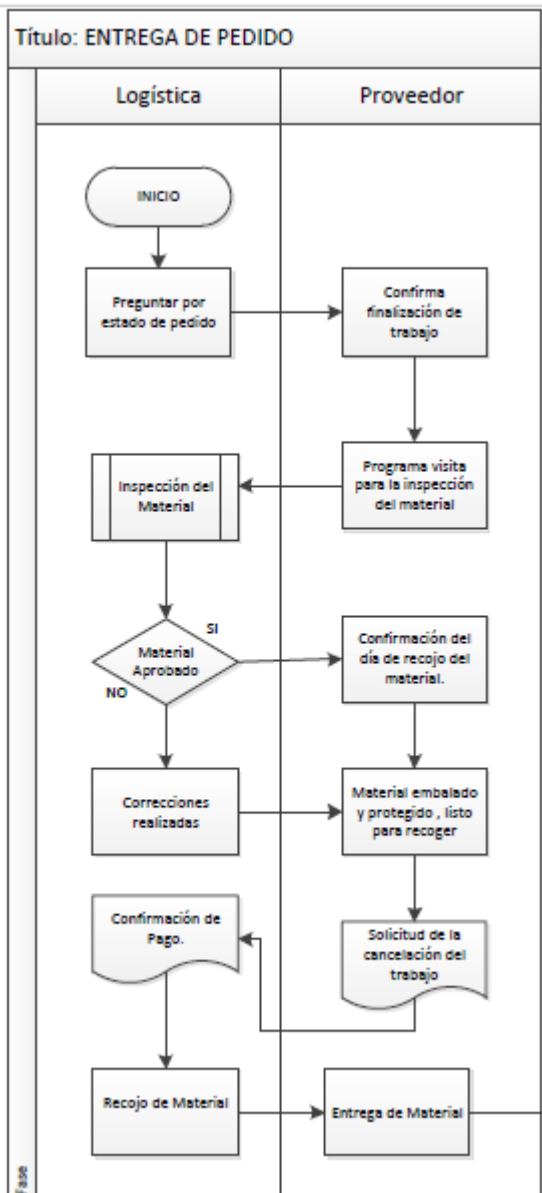 Título: ENTREGA DE PEDIDO
Logística
Proveedor
INICIO
Preguntar por
estado de pedido
Confirma
finalización de
trabajo
Programa visita
para la inspección
del material
Inspección del
Material
Material
Aprobado
SI
NO
Confirmación del
día de recojo del
material.
Correcciones
realizadas
Material embalado
y protegido , listo
para recoger
Confirmación de
Pago.
Solicitud de la
cancelación del
trabajo
Recojo de Material
Entrega de Material
Fase